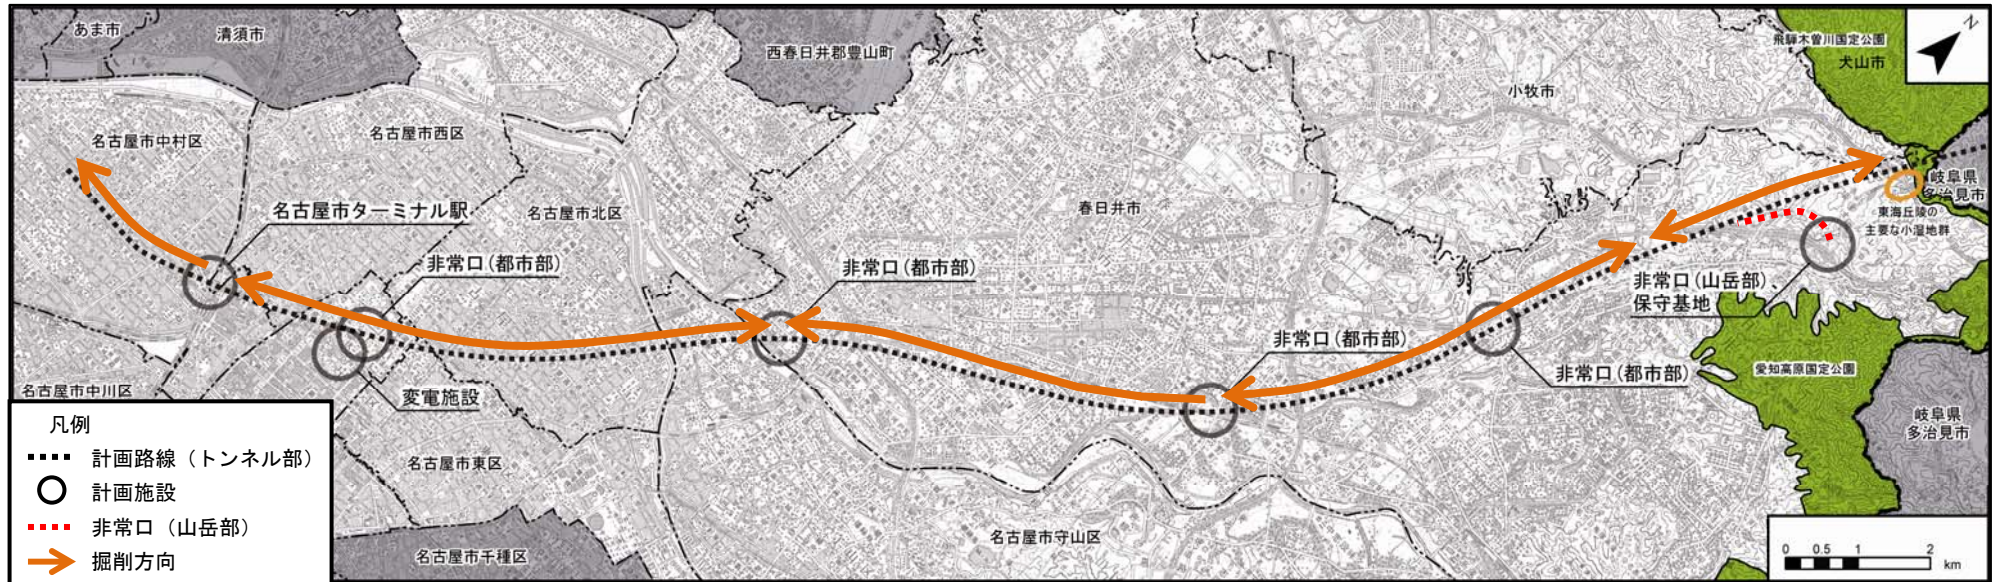 あま市
清須市
西春日井郡豊山町
飛騨木曽川国定公園
犬山市
N
小牧市
名古屋市中村区
名古屋市西区
名古屋市北区
春日井市
岐阜県
多治見市
東海丘陵の
主要な小湿地群
名古屋市ターミナル駅
非常口(都市部)
非常口(都市部)
非常口(山岳部)、
保守基地
非常口(都市部)
非常口(都市部)
変電施設
愛知高原国定公園
岐阜県
多治見市
名古屋市中川区
名古屋市東区
名古屋市千種区
名古屋市守山区
凡例
計画路線(トンネル部)
計画施設
非常口(山岳部)
掘削方向
0 0.5 1 2
km